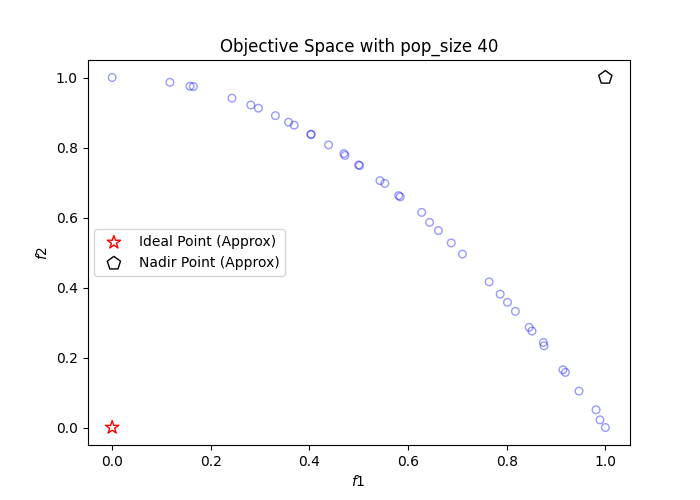 Objective Space with pop_size 40
1.0
0.8
0.6
0.4
0.2
0.0
f2
Ideal Point (Approx)
Nadir Point (Approx)
0.0 0.2 0.4 0.6 0.8 1.0
f1